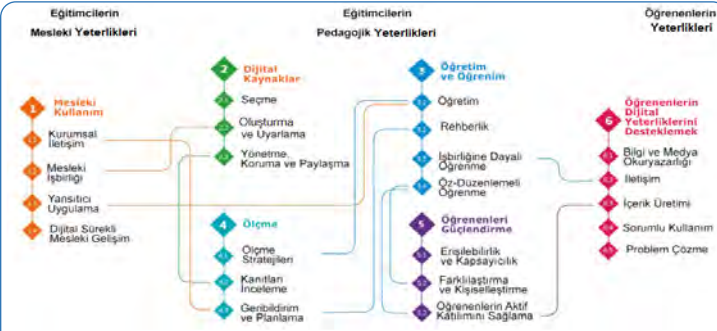 Eğitimcilerin
Mesleki Yeterlikleri
Eğitimcilerin
Pedagojik Yeterlikleri
Öğrenenlerin
Yeterlikleri
1
Mesleki
Kullanım
Kurumsal
İletişim
Mesleki
İşbirliği
Yansıtıcı
Uygulama
Dijital Sürekli
Mesleki Gelişim
2
Dijital
Kaynaklar
Seçme
Oluşturma
ve Uyarlama
Yönetme,
Koruma ve Paylaşma
3
Öğretim
ve Öğrenim
Öğretim
Rehberlik
İşbirliğine Dayalı
Öğrenme
Öz-Düzenlemeli
Öğrenme
4
Ölçme
Ölçme
Stratejileri
Kanıtları
İnceleme
Geribildirim
ve Planlama
5
Öğrenenleri
Güçlendirme
Erişilebilirlik
ve Kapsayıcılık
Farklılaştırma
ve Kişiselleştirme
Öğrenenlerin Aktif
Katılımını Sağlama
6
Öğrenenlerin
Dijital
Yeterliklerini
Desteklemek
Bilgi ve Medya
Okuryazarlığı
İletişim
İçerik Üretimi
Sorumlu Kullanım
Problem Çözme